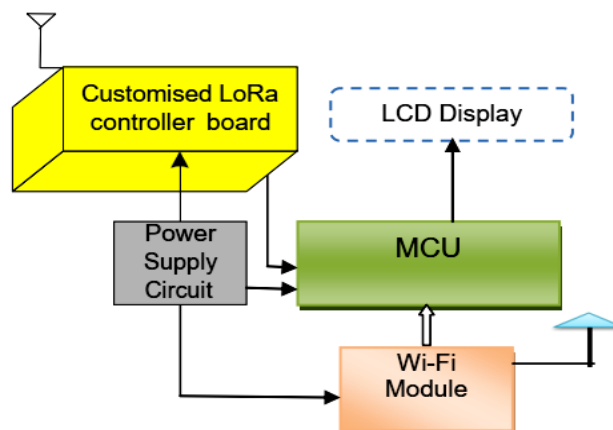 Customised LoRa
controller board
LCD Display
Power
Supply
Circuit
MCU
Wi-Fi
Module